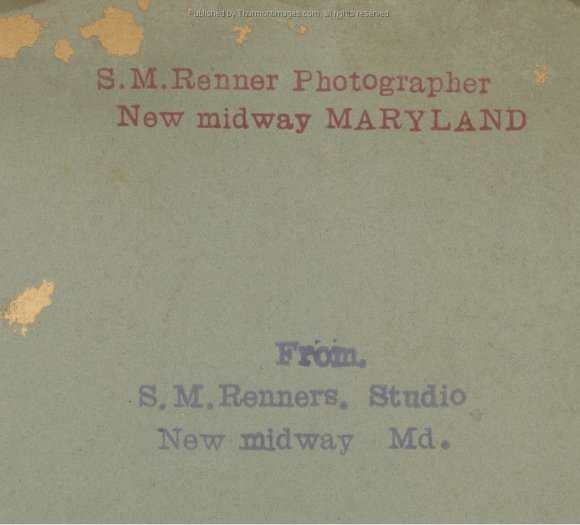 Published by Thurmontimages.com, all rights reserved
S.M.Renner Photographer
New midway MARYLAND
From.
S.M.Renners. Studio
New midway Md.